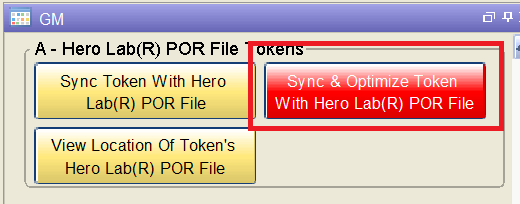 GM
A - Hero Lab(R) POR File Tokens
Sync Token With Hero
Lab(R) POR File
Sync & Optimize Token
With Hero Lab(R) POR File
View Location Of Token's
Hero Lab(R) POR File